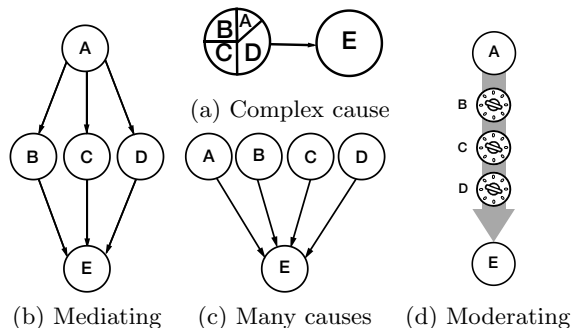 A
B C D
E
(b) Mediating
B A
C D
E
(a) Complex cause
A B C D
E
(c) Many causes
A
B
C
D
E
(d) Moderating